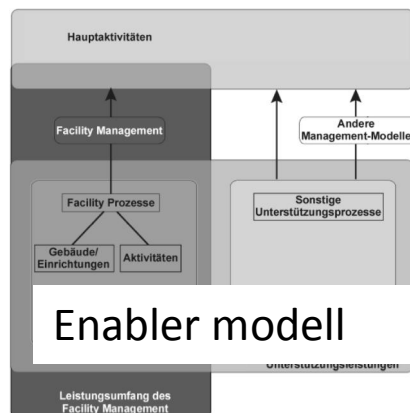 Hauptaktivitäten
Facility Management
Andere
Management-Modelle
Facility Prozesse
Sonstige
Unterstützungsprozesse
Gebäude/
Einrichtungen
Aktivitäten
Enabler modell
Unterstützungsleistungen
Leistungsumfang des
Facility Management